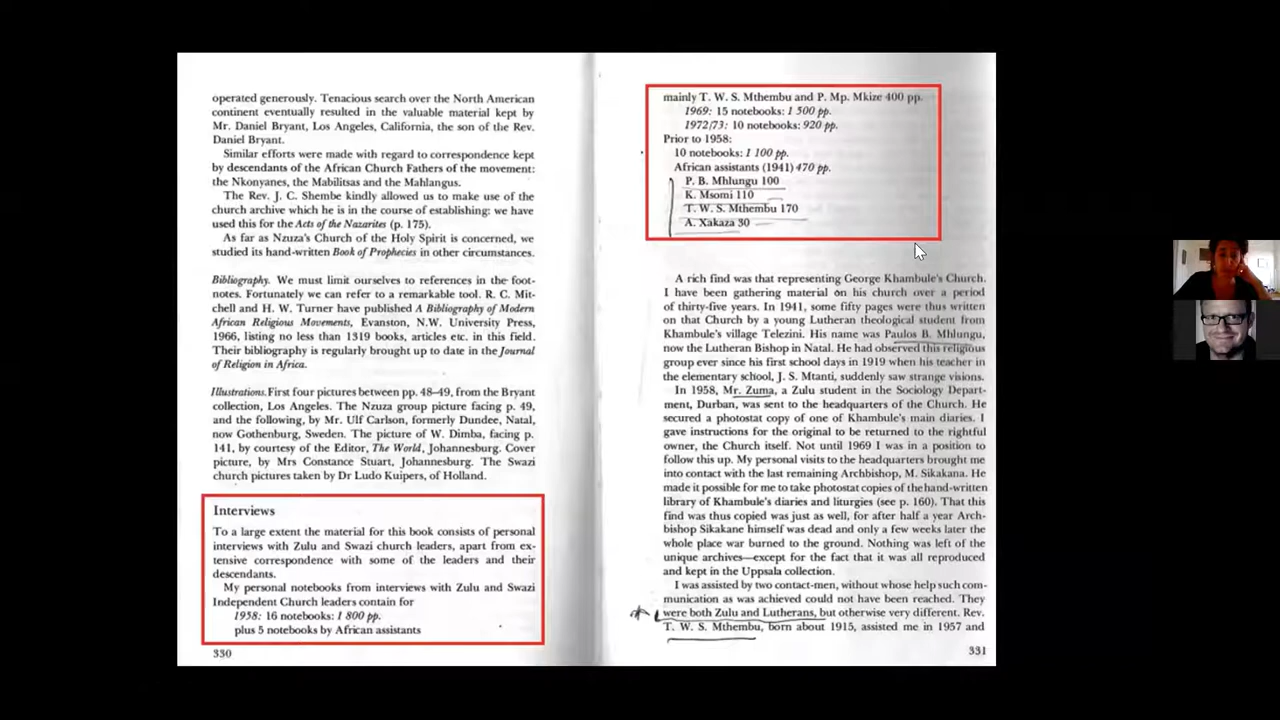 operated generously. Tenacious search over the North American
continent eventually resulted in the valuable material kept by
Mr. Daniel Bryant, Los Angeles, California, the son of the Rev.
Daniel Bryant.
Similar efforts were made with regard to correspondence kept
by descendants of the African Church Fathers of the movement:
the Nkonyanes, the Mabilitsas and the Mahlangus.
The Rev. J. C. Shembe kindly allowed us to make use of the
church archive which he is in the course of establishing: we have
used this for the Acts of the Nazarites (p. 175).
As far as Nzuza's Church of the Holy Spirit is concerned, we
studied its hand-written Book of Prophecies in other circumstances.
Bibliography. We must limit ourselves to references in the foot-
notes. Fortunately we can refer to a remarkable tool. R. C. Mit-
chell and H. W. Turner have published A Bibliography of Modern
African Religious Movements, Evanston, N.W. University Press,
1966, listing no less than 1319 books, articles etc. in this field.
Their bibliography is regularly brought up to date in the Journal
of Religion in Africa.
Illustrations. First four pictures between pp. 48–49, from the Bryant
collection, Los Angeles. The Nzuza group picture facing p. 49,
and the following, by Mr. Ulf Carlson, formerly Dundee, Natal,
now Gothenburg, Sweden. The picture of W. Dimba, facing p.
141, by courtesy of the Editor, The World, Johannesburg. Cover
picture, by Mrs Constance Stuart, Johannesburg. The Swazi
church pictures taken by Dr Ludo Kuipers, of Holland.
Interviews
To a large extent the material for this book consists of personal
interviews with Zulu and Swazi church leaders, apart from ex-
tensive correspondence with some of the leaders and their
descendants.
My personal notebooks from interviews with Zulu and Swazi
Independent Church leaders contain for
1958: 16 notebooks: 1 800 pp.
plus 5 notebooks by African assistants
330
mainly T. W. S. Mthembu and P. Mp. Mkize 400 pp.
1969: 15 notebooks: 1 500 pp.
1972/73: 10 notebooks: 920 pp.
Prior to 1958:
10 notebooks: 1 100 pp.
African assistants (1941) 470 pp.
P. B. Mhlungu 100
K. Msomi 110
T. W. S. Mthembu 170
A. Xakaza 30
A rich find was that representing George Khambule's Church.
I have been gathering material on his church over a period
of thirty-five years. In 1941, some fifty pages were thus written
on that Church by a young Lutheran theological student from
Khambule's village Telezini. His name was Paulos B. Mhlungu,
now the Lutheran Bishop in Natal. He had observed this religious
group ever since his first school days in 1919 when his teacher in
the elementary school, J. S. Mtanti, suddenly saw strange visions.
In 1958, Mr. Zuma, a Zulu student in the Sociology Depart-
ment, Durban, was sent to the headquarters of the Church. He
secured a photostat copy of one of Khambule's main diaries. I
gave instructions for the original to be returned to the rightful
owner, the Church itself. Not until 1969 I was in a position to
follow this up. My personal visits to the headquarters brought me
into contact with the last remaining Archbishop, M. Sikakana. He
made it possible for me to take photostat copies of the hand-written
library of Khambule's diaries and liturgies (see p. 160). That this
find was thus copied was just as well, for after half a year Arch-
bishop Sikakane himself was dead and only a few weeks later the
whole place war burned to the ground. Nothing was left of the
unique archives—except for the fact that it was all reproduced
and kept in the Uppsala collection.
I was assisted by two contact-men, without whose help such com-
munication as was achieved could not have been reached. They
were both Zulu and Lutherans, but otherwise very different. Rev.
T. W. S. Mthembu, born about 1915, assisted me in 1957 and
331